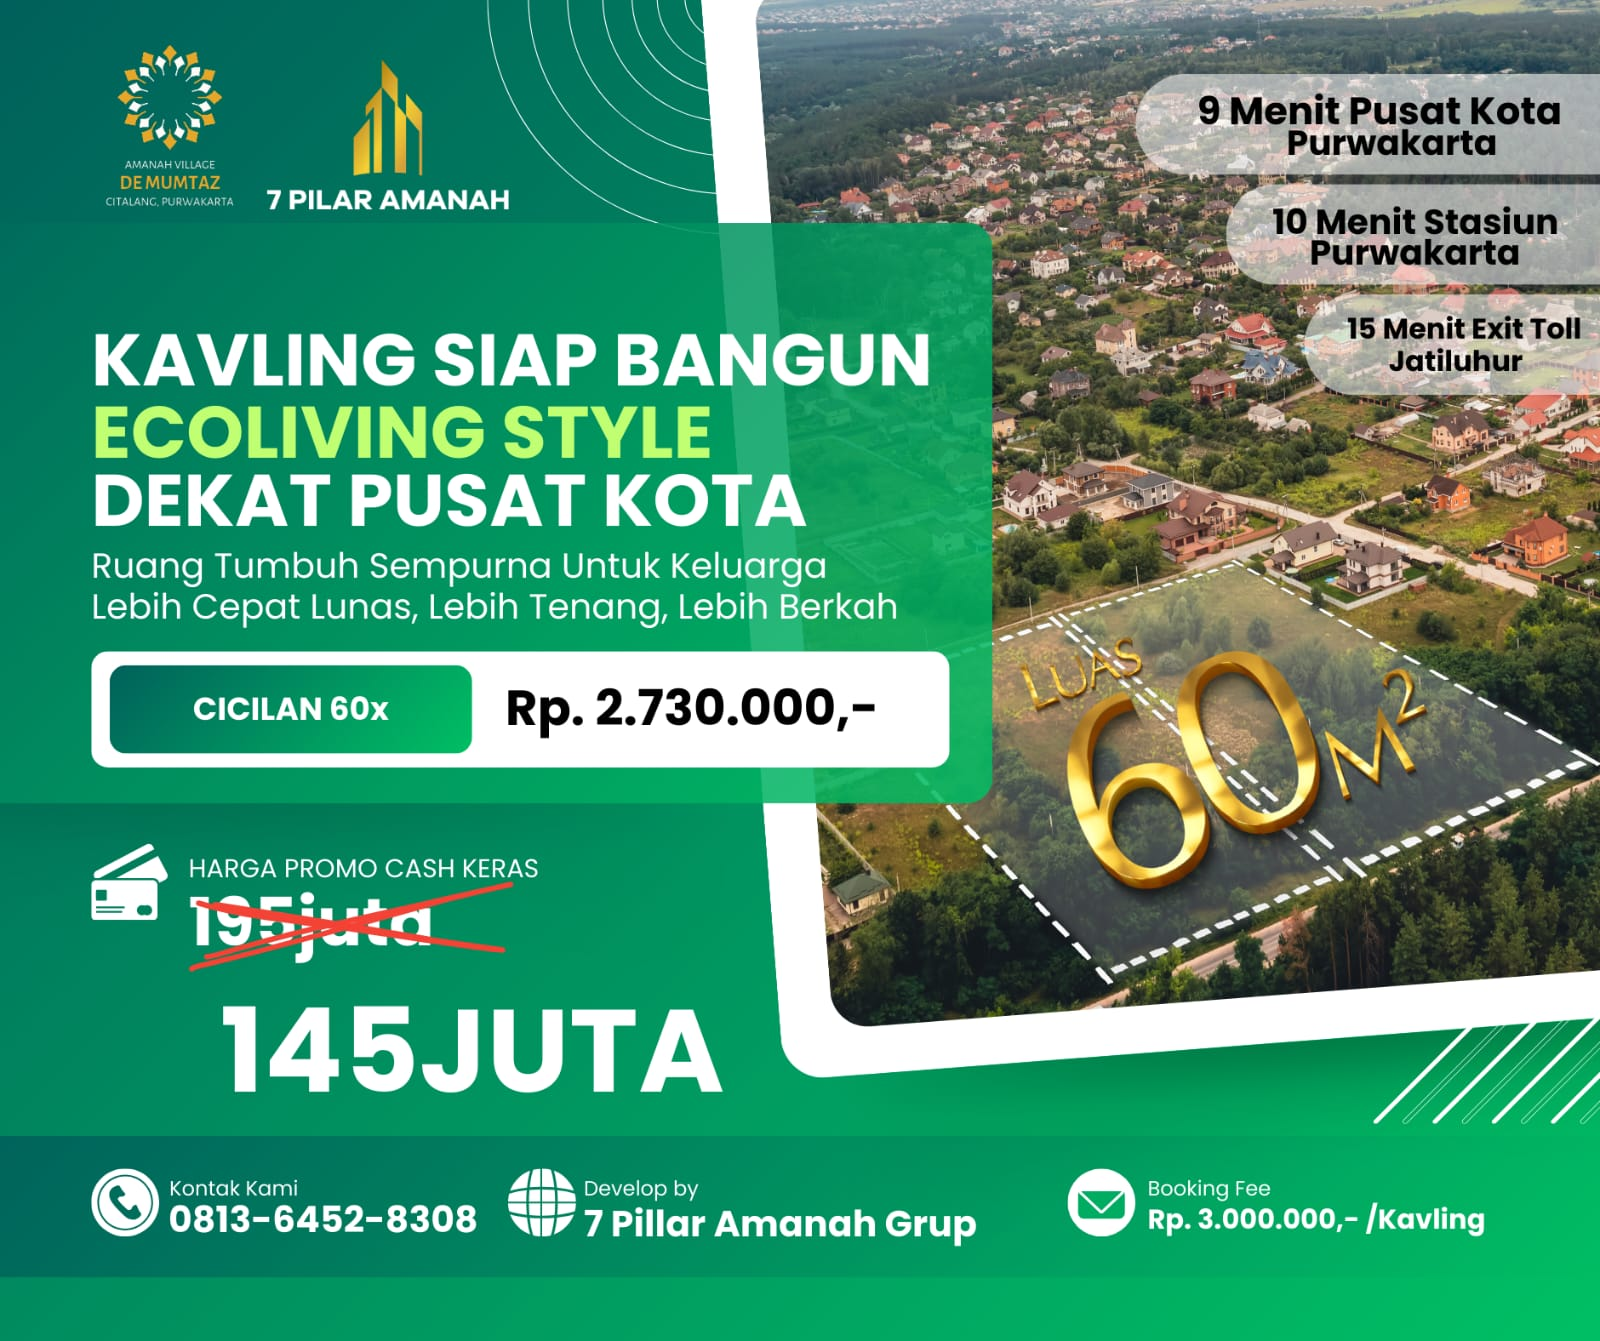 AMANAH VILLAGE
DE MUMTAZ
CITALANG, PURWAKARTA
7 PILAR AMANAH
9 Menit Pusat Kota
Purwakarta
10 Menit Stasiun
Purwakarta
15 Menit Exit Toll
Jatiluhur
KAVLING SIAP BANGUN
ECOLIVING STYLE
DEKAT PUSAT KOTA
Ruang Tumbuh Sempurna Untuk Keluarga
Lebih Cepat Lunas, Lebih Tenang, Lebih Berkah
CICILAN 60x
Rp. 2.730.000,-
LUAS
60 M²
HARGA PROMO CASH KERAS
195juta
145JUTA
Kontak Kami
0813-6452-8308
Develop by
7 Pillar Amanah Grup
Booking Fee
Rp. 3.000.000,- /Kavling